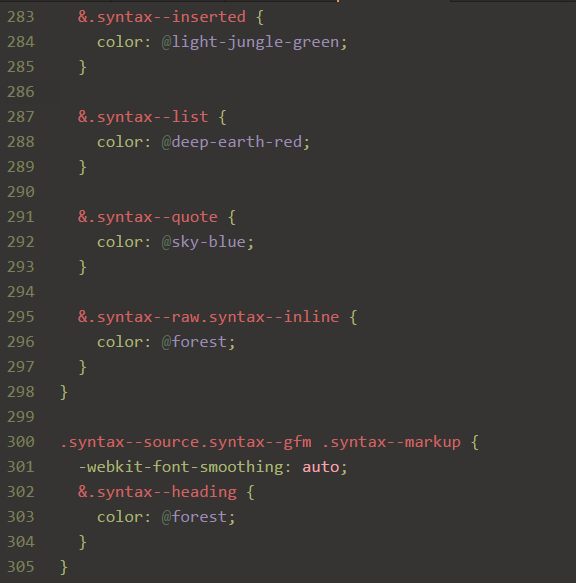 283 &.syntax--inserted {
284 color: @light-jungle-green;
285 }
286
287 &.syntax--list {
288 color: @deep-earth-red;
289 }
290
291 &.syntax--quote {
292 color: @sky-blue;
293 }
294
295 &.syntax--raw.syntax--inline {
296 color: @forest;
297 }
298 }
299
300 .syntax--source.syntax--gfm .syntax--markup {
301 -webkit-font-smoothing: auto;
302 &.syntax--heading {
303 color: @forest;
304 }
305 }